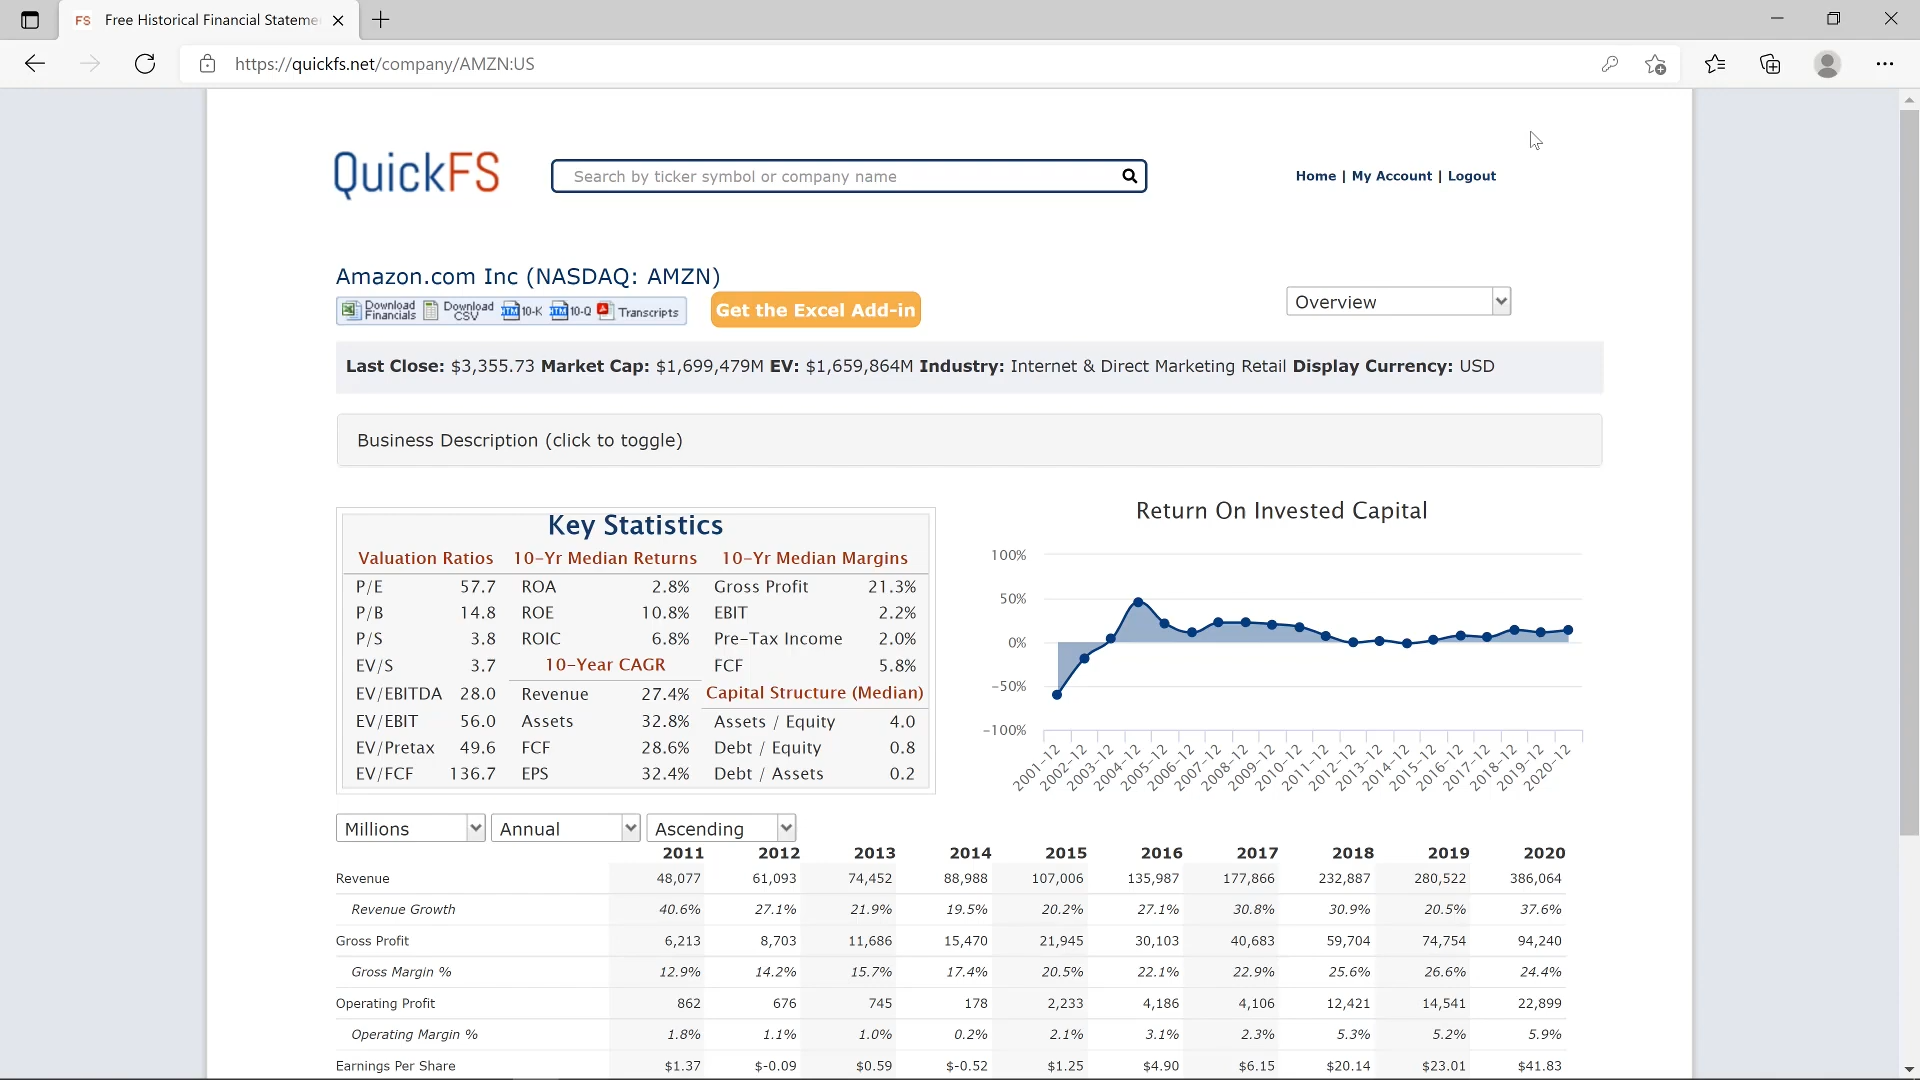 FS Free Historical Financial Stateme
https://quickfs.net/company/AMZN:US
QuickFS
Search by ticker symbol or company name
Home | My Account | Logout
Amazon.com Inc (NASDAQ: AMZN)
Download Financials Download CSV 10-K 10-Q Transcripts
Get the Excel Add-in
Overview
Last Close: $3,355.73 Market Cap: $1,699,479M EV: $1,659,864M Industry: Internet & Direct Marketing Retail Display Currency: USD
Business Description (click to toggle)
Key Statistics
Valuation Ratios 10-Yr Median Returns 10-Yr Median Margins
P/E 57.7 ROA 2.8% Gross Profit 21.3%
P/B 14.8 ROE 10.8% EBIT 2.2%
P/S 3.8 ROIC 6.8% Pre-Tax Income 2.0%
EV/S 3.7 10-Year CAGR FCF 5.8%
EV/EBITDA 28.0 Revenue 27.4% Capital Structure (Median)
EV/EBIT 56.0 Assets 32.8% Assets / Equity 4.0
EV/Pretax 49.6 FCF 28.6% Debt / Equity 0.8
EV/FCF 136.7 EPS 32.4% Debt / Assets 0.2
Return On Invested Capital
100%
50%
0%
-50%
-100%
2001-12 2002-12 2003-12 2004-12 2005-12 2006-12 2007-12 2008-12 2009-12 2010-12 2011-12 2012-12 2013-12 2014-12 2015-12 2016-12 2017-12 2018-12 2019-12 2020-12
Millions Annual Ascending
2011 2012 2013 2014 2015 2016 2017 2018 2019 2020
Revenue 48,077 61,093 74,452 88,988 107,006 135,987 177,866 232,887 280,522 386,064
Revenue Growth 40.6% 27.1% 21.9% 19.5% 20.2% 27.1% 30.8% 30.9% 20.5% 37.6%
Gross Profit 6,213 8,703 11,686 15,470 21,945 30,103 40,683 59,704 74,754 94,240
Gross Margin % 12.9% 14.2% 15.7% 17.4% 20.5% 22.1% 22.9% 25.6% 26.6% 24.4%
Operating Profit 862 676 745 178 2,233 4,186 4,106 12,421 14,541 22,899
Operating Margin % 1.8% 1.1% 1.0% 0.2% 2.1% 3.1% 2.3% 5.3% 5.2% 5.9%
Earnings Per Share $1.37 $-0.09 $0.59 $-0.52 $1.25 $4.90 $6.15 $20.14 $23.01 $41.83